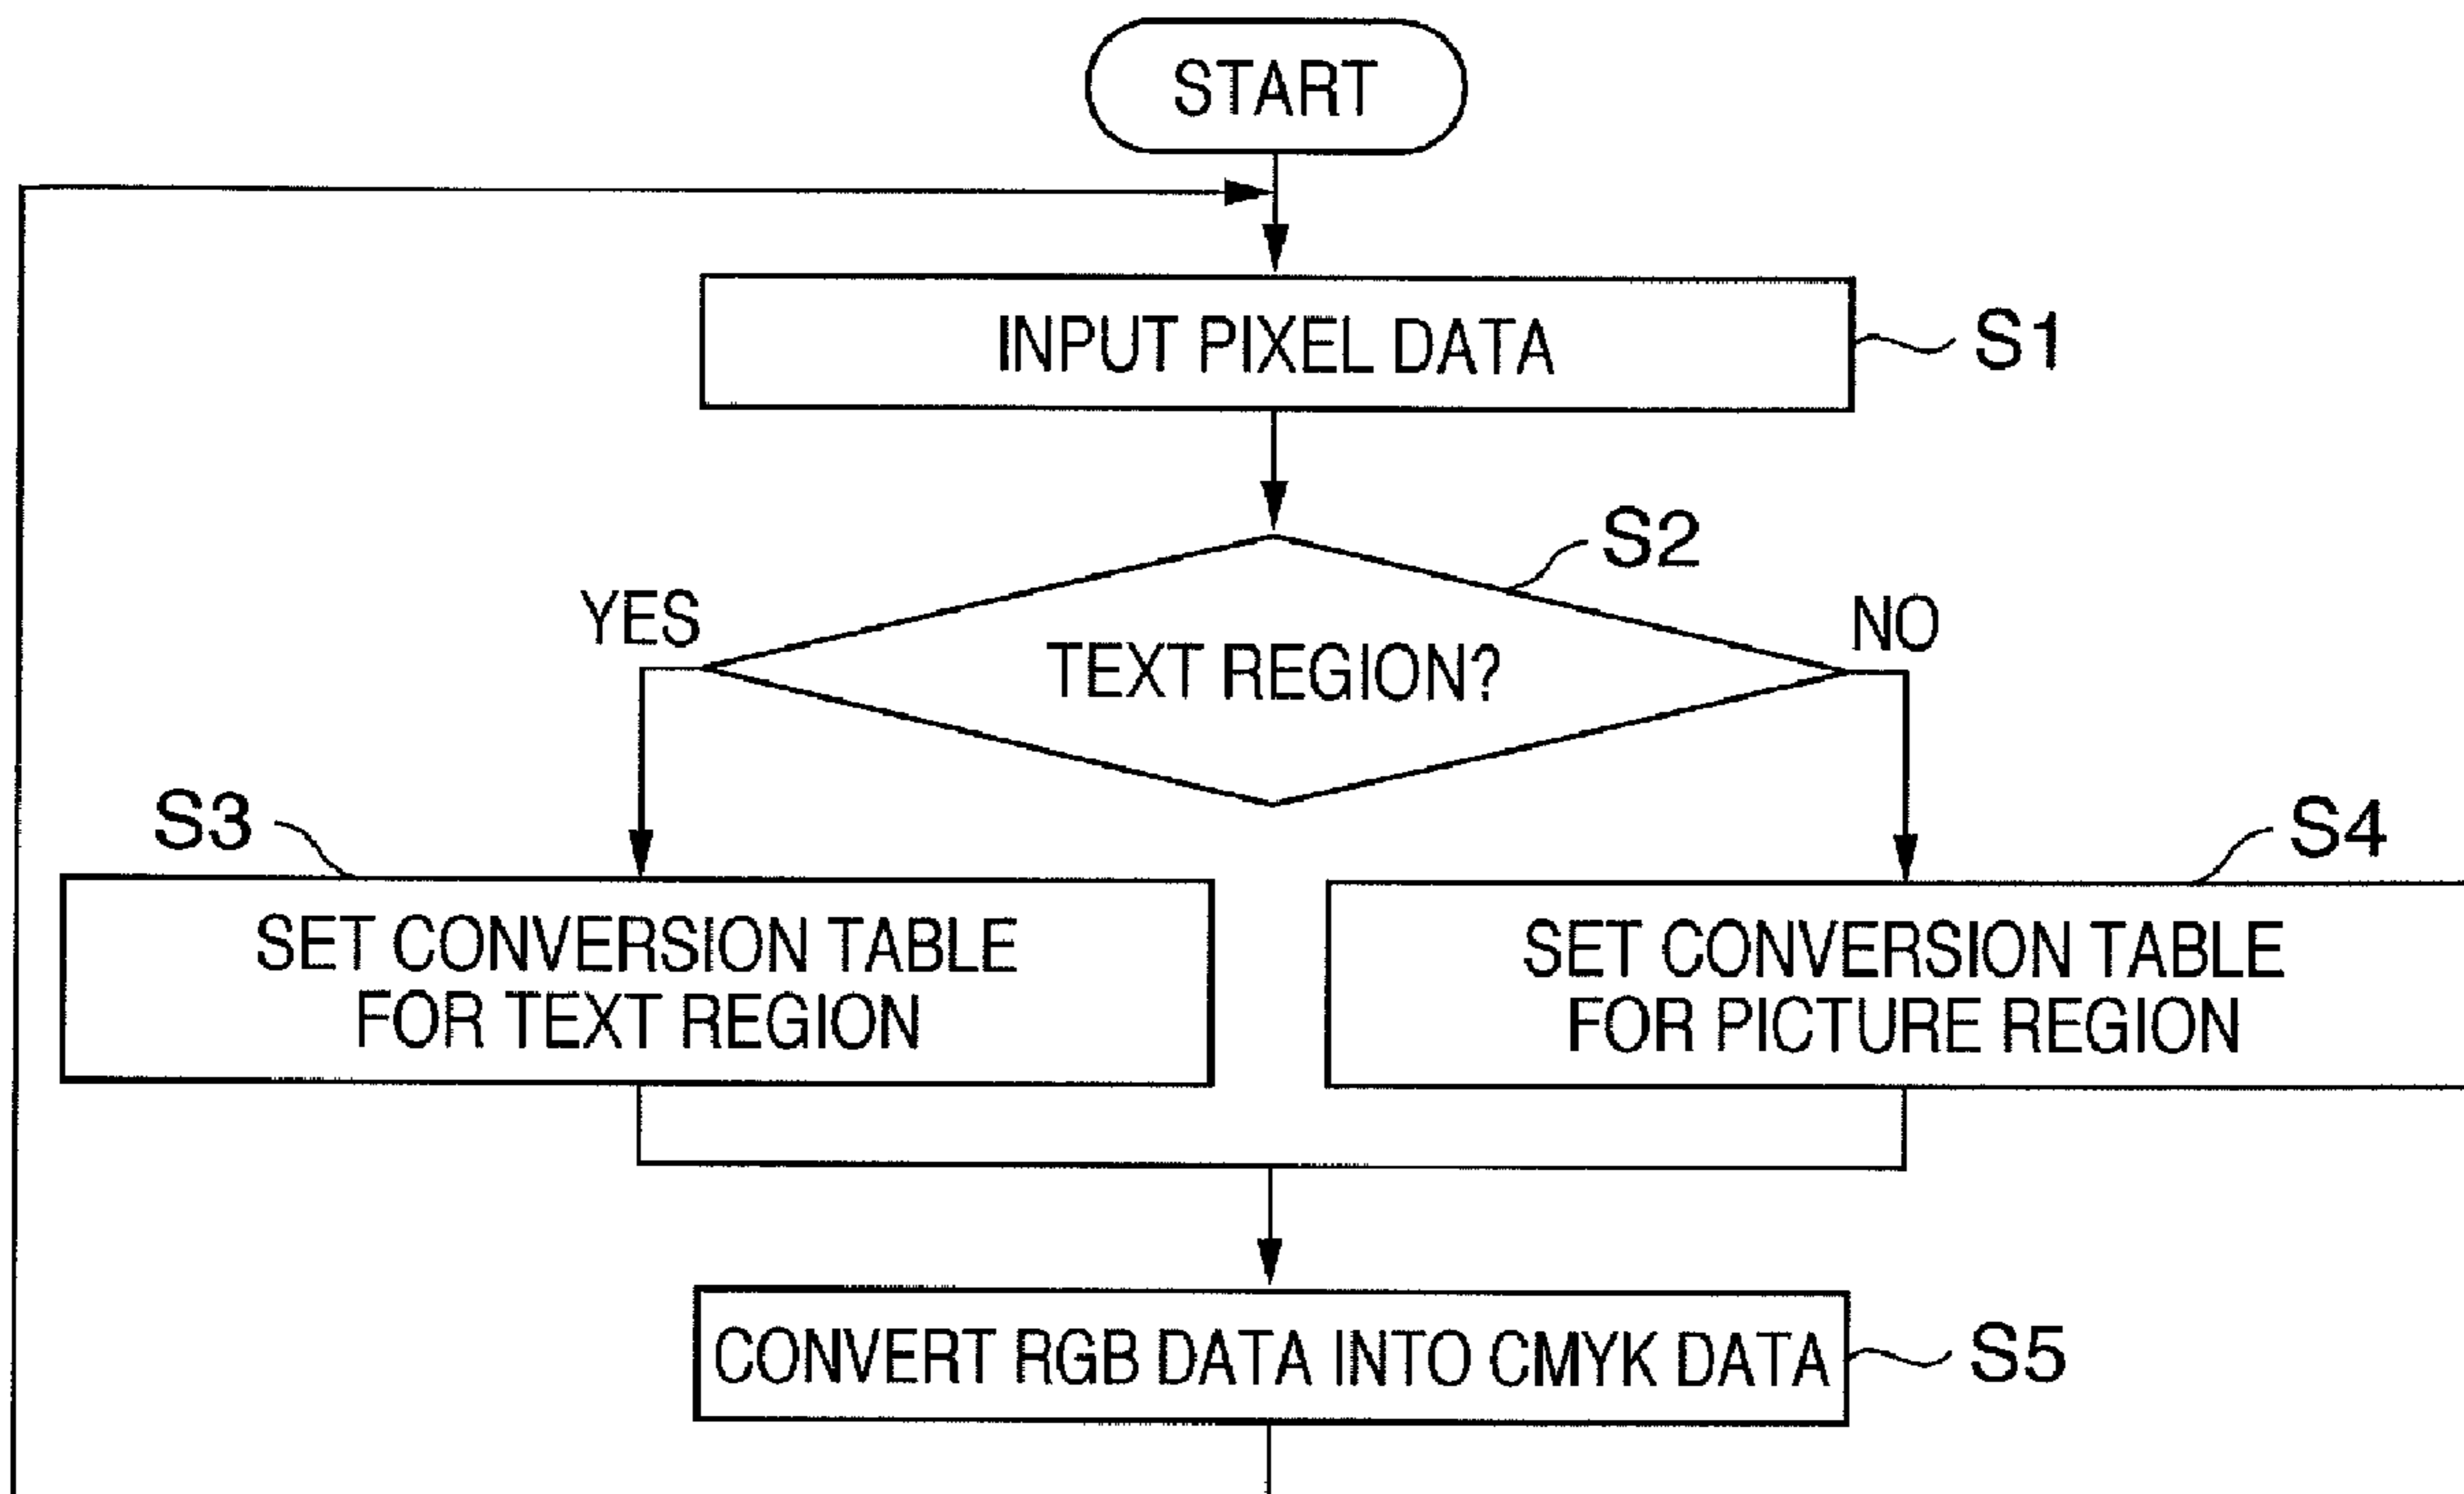 START
INPUT PIXEL DATA
S1
S2
YES
NO
TEXT REGION?
S3
S4
SET CONVERSION TABLE
FOR TEXT REGION
SET CONVERSION TABLE
FOR PICTURE REGION
CONVERT RGB DATA INTO CMYK DATA
S5